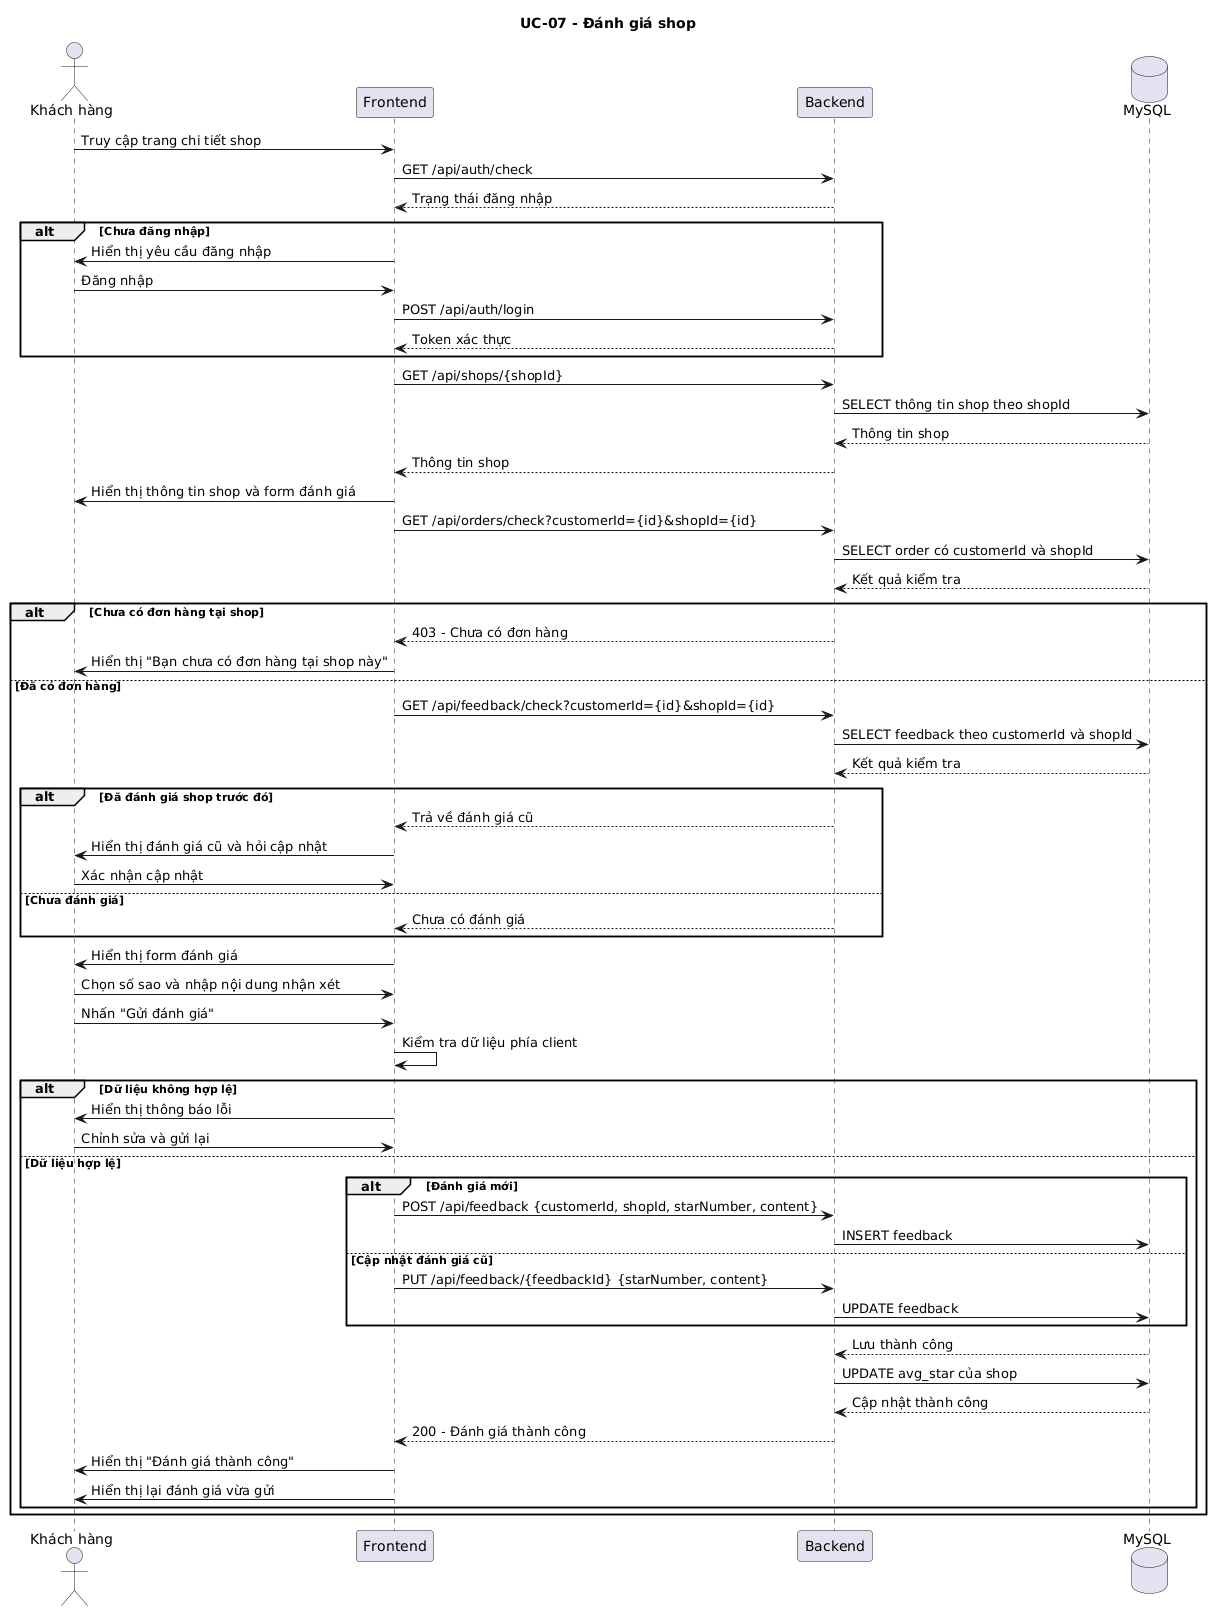 UC-07 - Đánh giá shop
Khách hàng
Frontend
Backend
MySQL
Truy cập trang chi tiết shop
GET /api/auth/check
Trạng thái đăng nhập
alt [Chưa đăng nhập]
Hiển thị yêu cầu đăng nhập
Đăng nhập
POST /api/auth/login
Token xác thực
GET /api/shops/{shopId}
SELECT thông tin shop theo shopId
Thông tin shop
Thông tin shop
Hiển thị thông tin shop và form đánh giá
GET /api/orders/check?customerId={id}&shopId={id}
SELECT order có customerId và shopId
Kết quả kiểm tra
alt [Chưa có đơn hàng tại shop]
403 - Chưa có đơn hàng
Hiển thị "Bạn chưa có đơn hàng tại shop này"
[Đã có đơn hàng]
GET /api/feedback/check?customerId={id}&shopId={id}
SELECT feedback theo customerId và shopId
Kết quả kiểm tra
alt [Đã đánh giá shop trước đó]
Trả về đánh giá cũ
Hiển thị đánh giá cũ và hỏi cập nhật
Xác nhận cập nhật
[Chưa đánh giá]
Chưa có đánh giá
Hiển thị form đánh giá
Chọn số sao và nhập nội dung nhận xét
Nhấn "Gửi đánh giá"
Kiểm tra dữ liệu phía client
alt [Dữ liệu không hợp lệ]
Hiển thị thông báo lỗi
Chỉnh sửa và gửi lại
[Dữ liệu hợp lệ]
alt [Đánh giá mới]
POST /api/feedback {customerId, shopId, starNumber, content}
INSERT feedback
[Cập nhật đánh giá cũ]
PUT /api/feedback/{feedbackId} {starNumber, content}
UPDATE feedback
Lưu thành công
UPDATE avg_star của shop
Cập nhật thành công
200 - Đánh giá thành công
Hiển thị "Đánh giá thành công"
Hiển thị lại đánh giá vừa gửi
Khách hàng
Frontend
Backend
MySQL